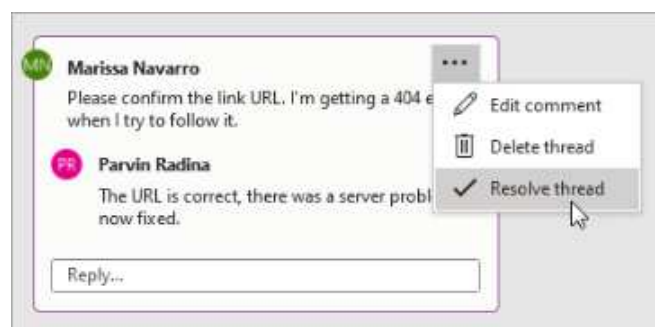 MN
Marissa Navarro
Please confirm the link URL. I'm getting a 404 e
when I try to follow it.
PR
Parvin Radina
The URL is correct, there was a server probl
now fixed.
Reply...
Edit comment
Delete thread
Resolve thread